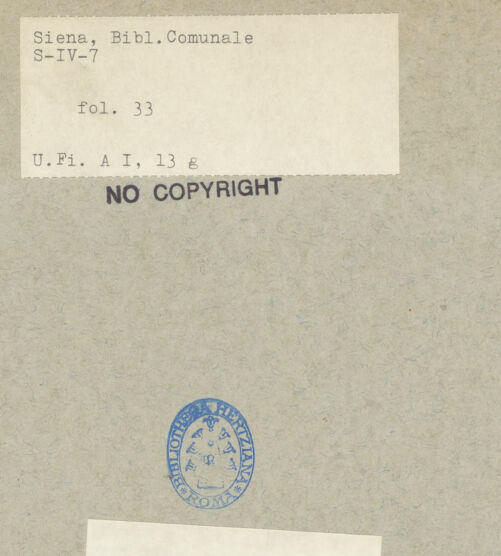 Siena, Bibl.Comunale
S-IV-7
fol. 33
U.Fi. A I, 13 g
NO COPYRIGHT
BIBLIOTHECA HERTZIANA
* ROMA *